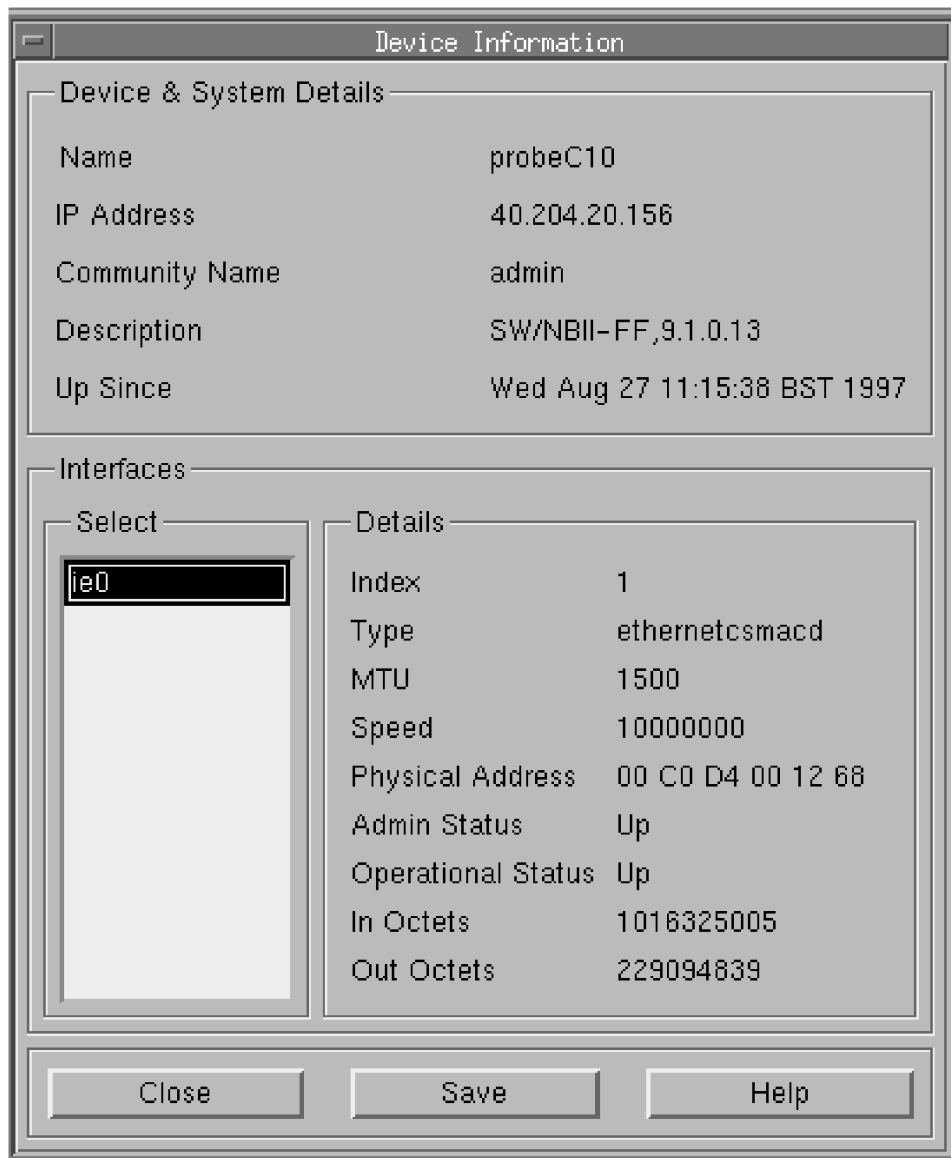 Device Information
Device & System Details
Name probeC10
IP Address 40.204.20.156
Community Name admin
Description SW/NBII-FF,9.1.0.13
Up Since Wed Aug 27 11:15:38 BST 1997
Interfaces
Select
ie0
Details
Index 1
Type ethernetcsmacd
MTU 1500
Speed 10000000
Physical Address 00 C0 D4 00 12 68
Admin Status Up
Operational Status Up
In Octets 1016325005
Out Octets 229094839
Close Save Help